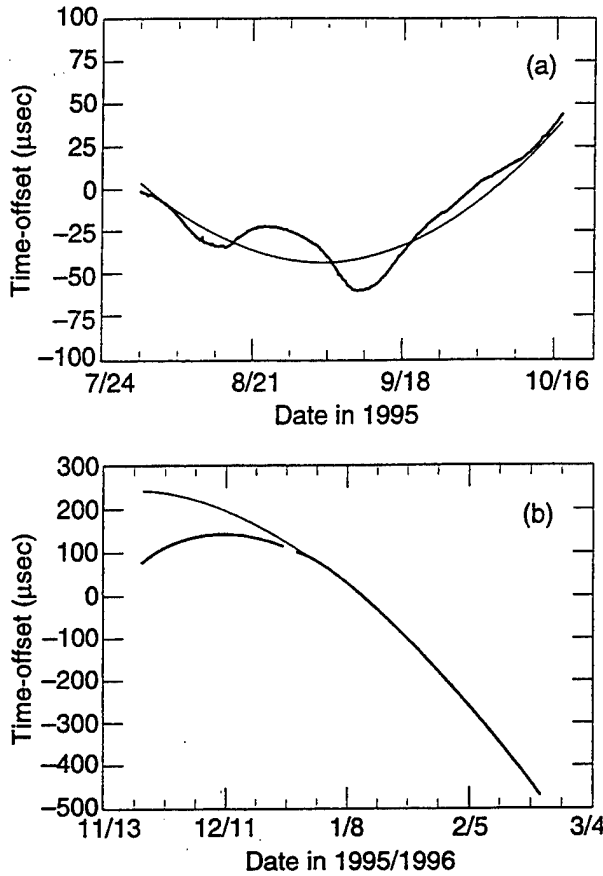 100
75
50
25
0
−25
−50
−75
−100
Time-offset (μsec)
(a)
7/24 8/21 9/18 10/16
Date in 1995
300
200
100
0
−100
−200
−300
−400
−500
Time-offset (μsec)
(b)
11/13 12/11 1/8 2/5 3/4
Date in 1995/1996